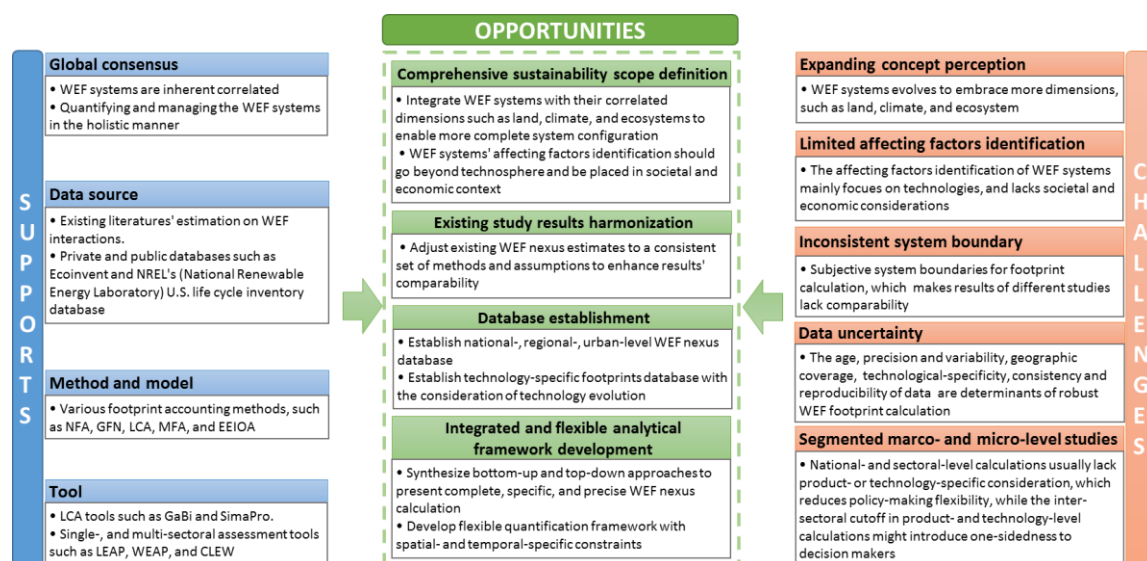 SUPPORTS
Global consensus
• WEF systems are inherent correlated
• Quantifying and managing the WEF systems
in the holistic manner
Data source
• Existing literatures' estimation on WEF
interactions.
• Private and public databases such as
Ecoinvent and NREL's (National Renewable
Energy Laboratory) U.S. life cycle inventory
database
Method and model
• Various footprint accounting methods, such
as NFA, GFN, LCA, MFA, and EEIOA
Tool
• LCA tools such as GaBi and SimaPro.
• Single-, and multi-sectoral assessment tools
such as LEAP, WEAP, and CLEW
OPPORTUNITIES
Comprehensive sustainability scope definition
• Integrate WEF systems with their correlated
dimensions such as land, climate, and ecosystems to
enable more complete system configuration
• WEF systems' affecting factors identification should
go beyond technosphere and be placed in societal and
economic context
Existing study results harmonization
• Adjust existing WEF nexus estimates to a consistent
set of methods and assumptions to enhance results'
comparability
Database establishment
• Establish national-, regional-, urban-level WEF nexus
database
• Establish technology-specific footprints database with
the consideration of technology evolution
Integrated and flexible analytical
framework development
• Synthesize bottom-up and top-down approaches to
present complete, specific, and precise WEF nexus
calculation
• Develop flexible quantification framework with
spatial- and temporal-specific constraints
Expanding concept perception
• WEF systems evolves to embrace more dimensions,
such as land, climate, and ecosystem
Limited affecting factors identification
• The affecting factors identification of WEF systems
mainly focus on technologies, and lacks societal and
economic considerations
Inconsistent system boundary
• Subjective system boundaries for footprint
calculation, which makes results of different studies
lack comparability
Data uncertainty
• The age, precision and variability, geographic
coverage, technological-specificity, consistency and
reproducibility of data are determinants of robust
WEF footprint calculation
Segmented marco- and micro-level studies
• National- and sectoral-level calculations usually lack
product- or technology-specific consideration, which
reduces policy-making flexibility, while the inter-
sectoral cutoff in product- and technology-level
calculations might introduce one-sidedness to
decision makers
CHALLENGES